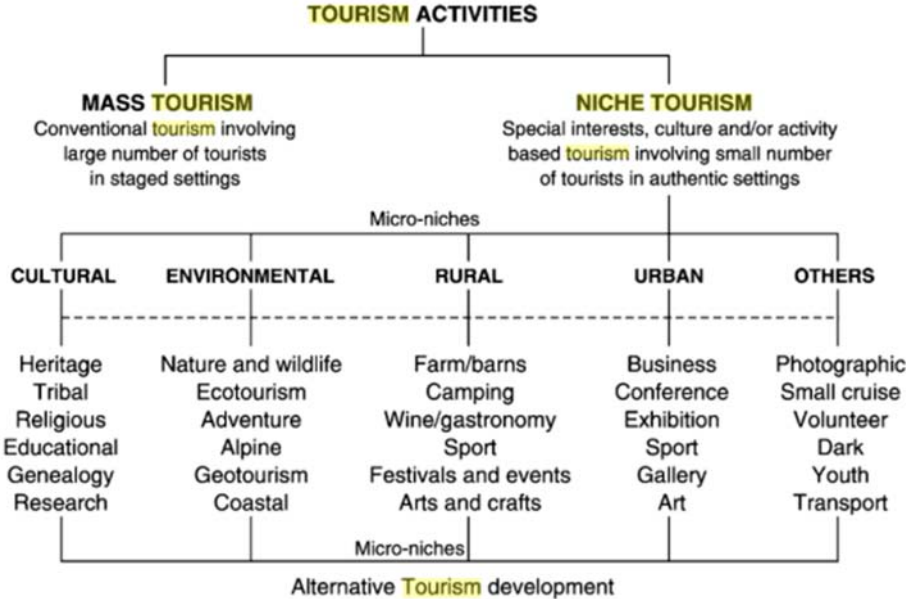 TOURISM ACTIVITIES
MASS TOURISM
Conventional tourism involving
large number of tourists
in staged settings
NICHE TOURISM
Special interests, culture and/or activity
based tourism involving small number
of tourists in authentic settings
Micro-niches
CULTURAL
Heritage
Tribal
Religious
Educational
Genealogy
Research
ENVIRONMENTAL
Nature and wildlife
Ecotourism
Adventure
Alpine
Geotourism
Coastal
RURAL
Farm/barns
Camping
Wine/gastronomy
Sport
Festivals and events
Arts and crafts
URBAN
Business
Conference
Exhibition
Sport
Gallery
Art
OTHERS
Photographic
Small cruise
Volunteer
Dark
Youth
Transport
Micro-niches
Alternative Tourism development